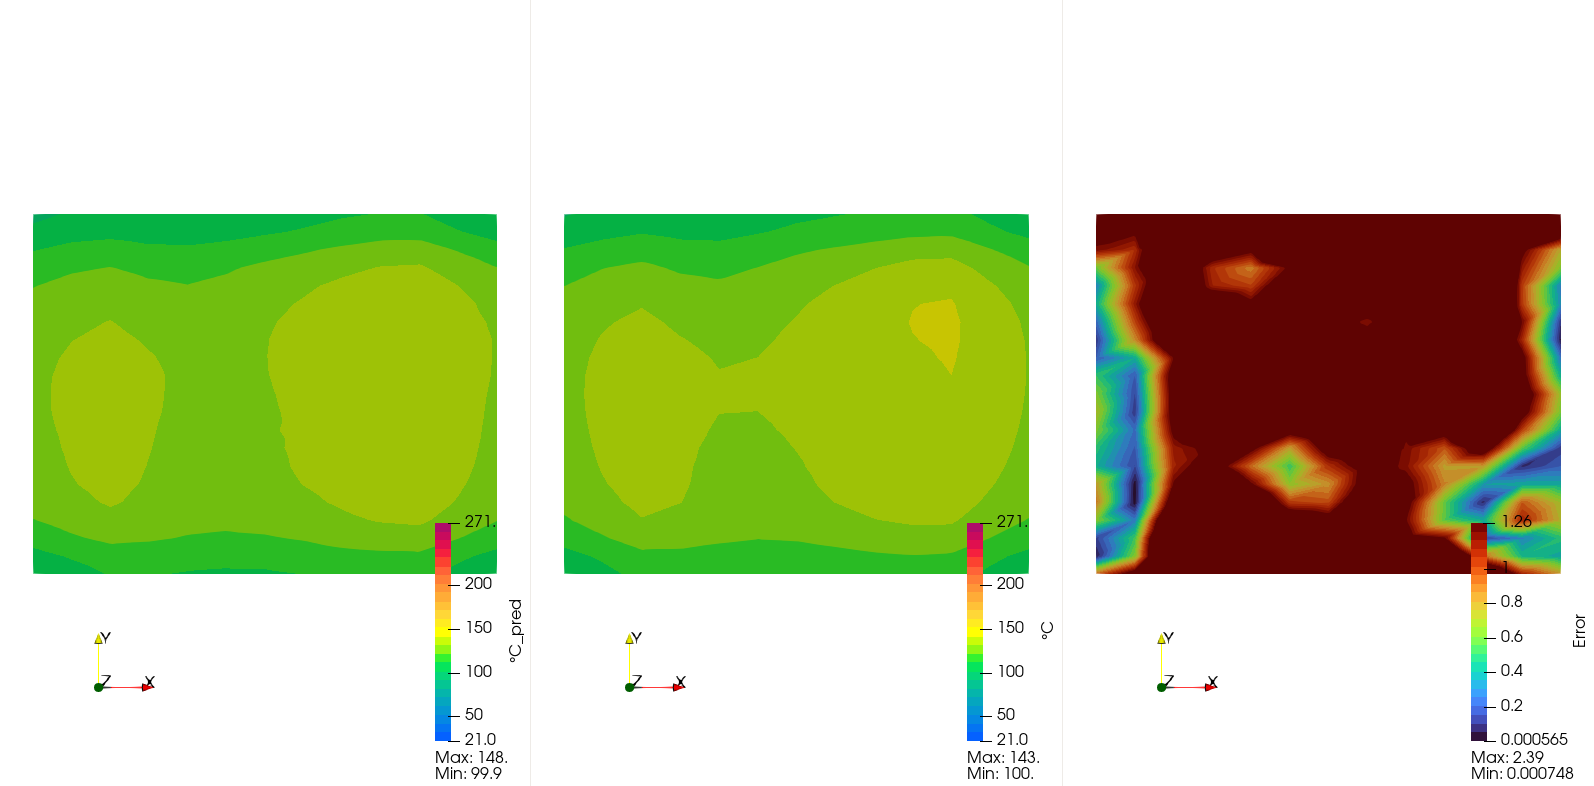 271.
200
150
100
50
21.0
°C_pred
Max: 148.
Min: 99.9
Y
Z
X
271.
200
150
100
50
21.0
°C
Max: 143.
Min: 100.
Y
Z
X
1.26
1
0.8
0.6
0.4
0.2
0.000565
Error
Max: 2.39
Min: 0.000748
Y
Z
X